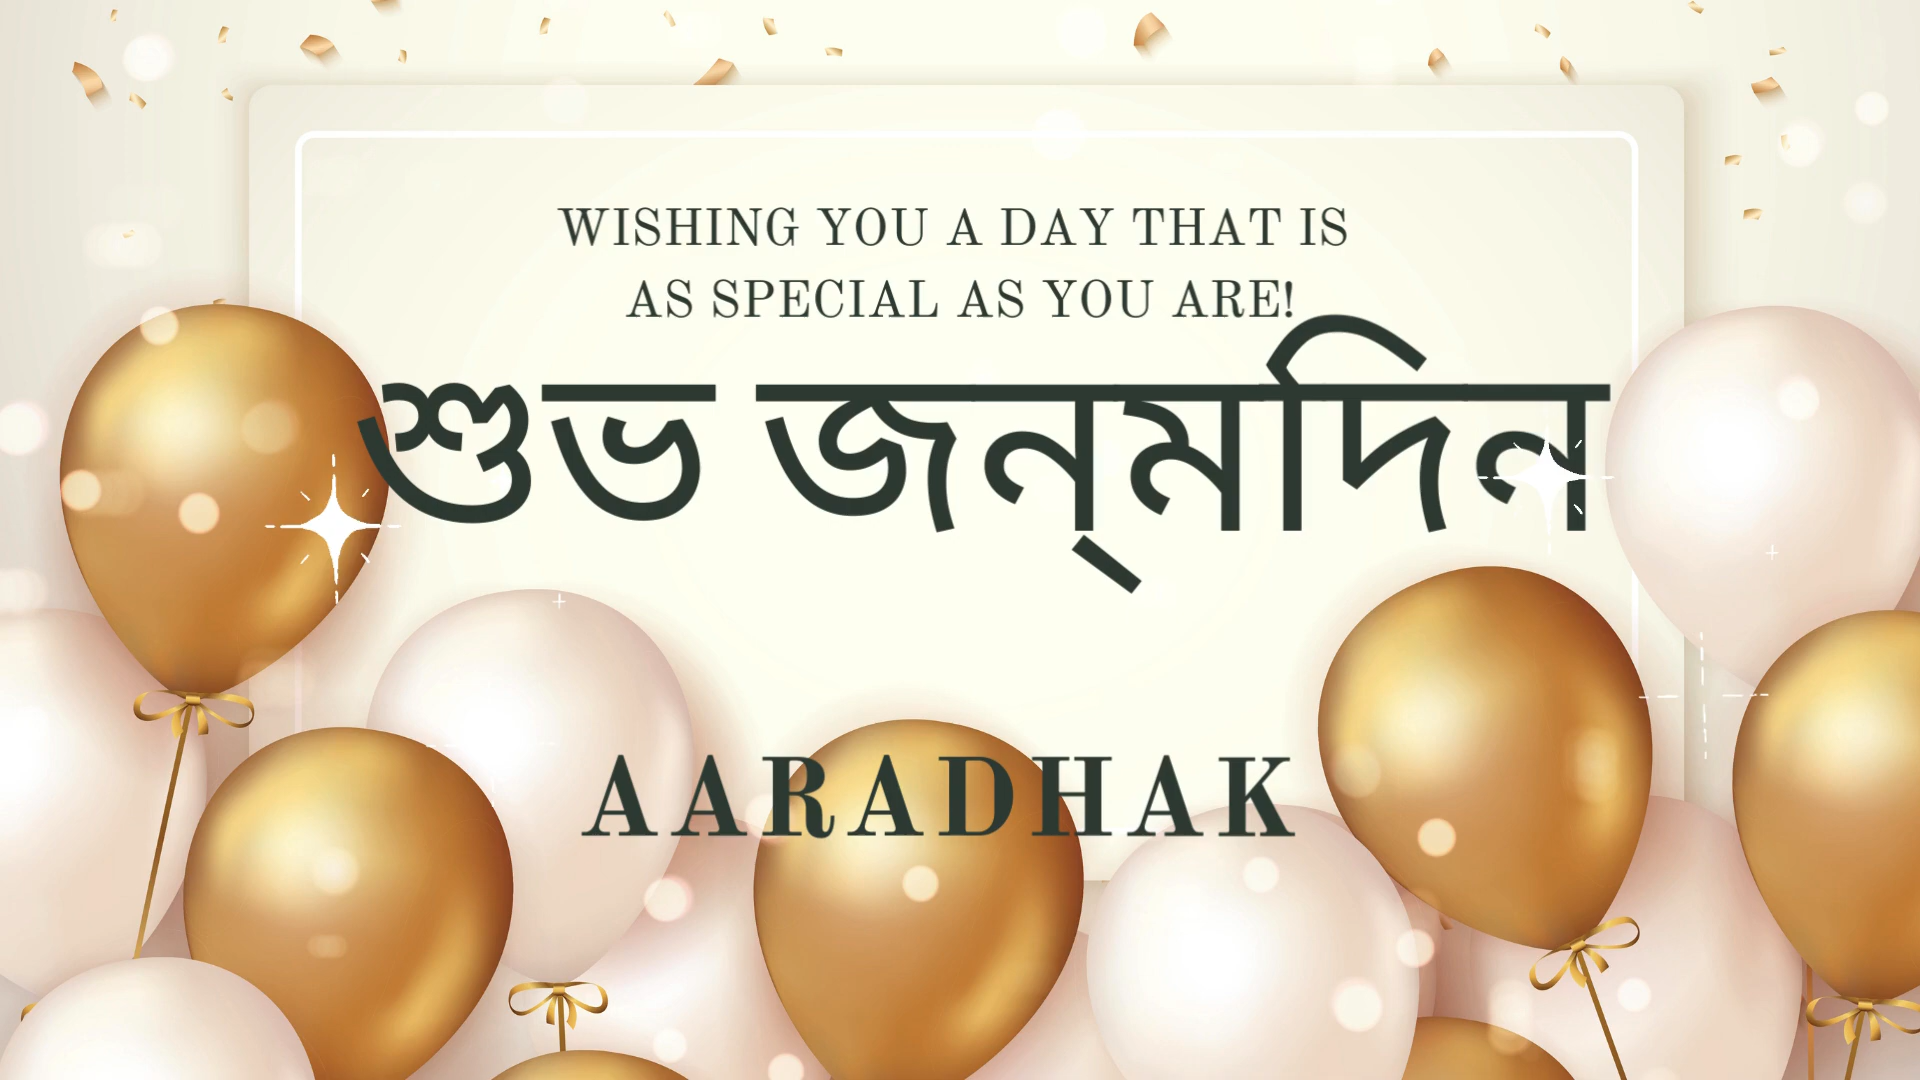 WISHING YOU A DAY THAT IS
AS SPECIAL AS YOU ARE!
শুভ জন্‌মদিন
AARADHAK